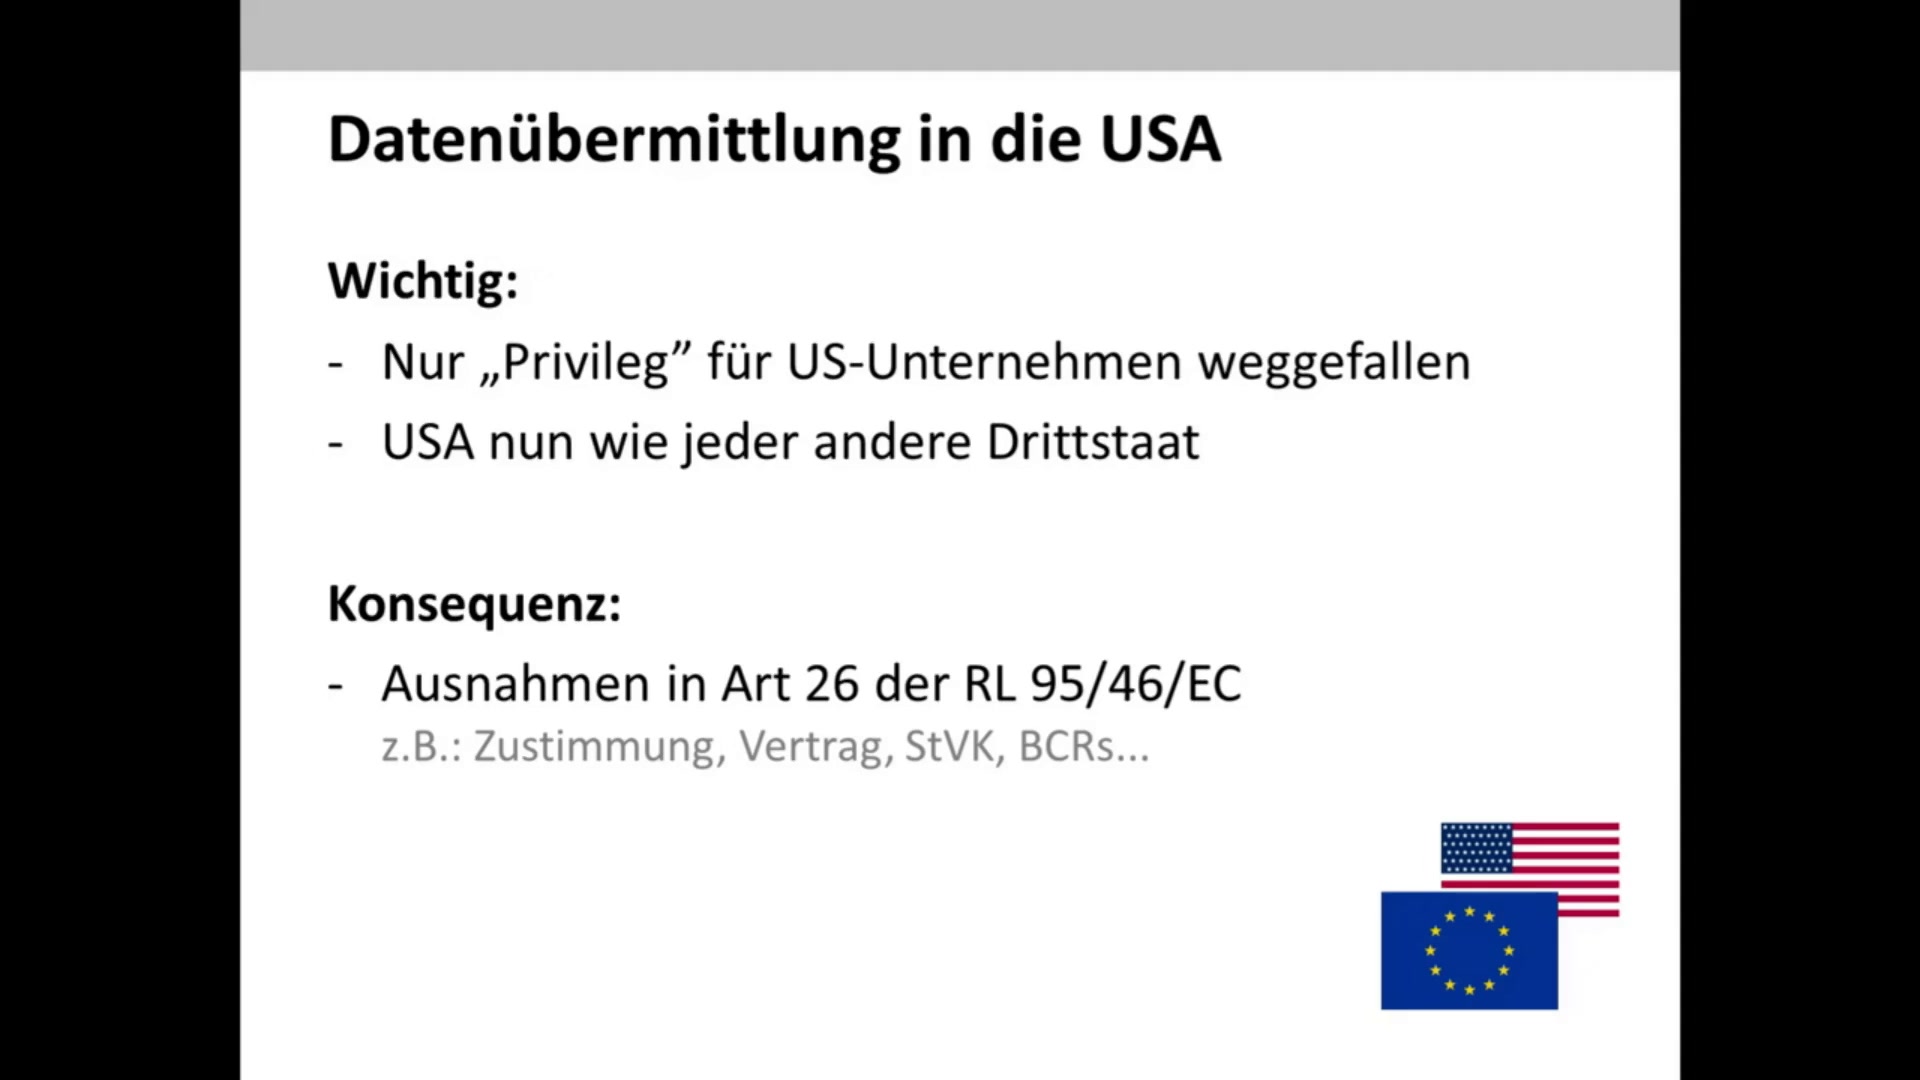 Datenübermittlung in die USA
Wichtig:
- Nur „Privileg” für US-Unternehmen weggefallen
- USA nun wie jeder andere Drittstaat
Konsequenz:
- Ausnahmen in Art 26 der RL 95/46/EC
z.B.: Zustimmung, Vertrag, StVK, BCRs...